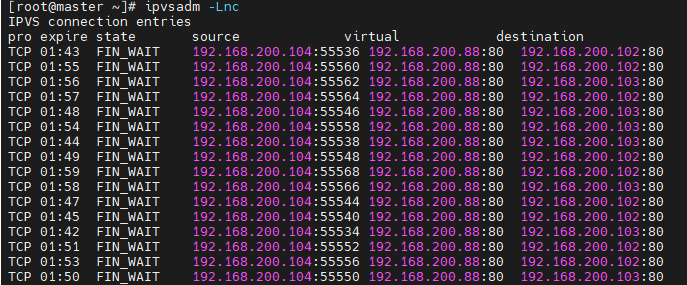 [root@master ~]# ipvsadm -Lnc
IPVS connection entries
pro expire state       source             virtual            destination
TCP 01:43  FIN_WAIT    192.168.200.104:55536 192.168.200.88:80  192.168.200.102:80
TCP 01:55  FIN_WAIT    192.168.200.104:55560 192.168.200.88:80  192.168.200.102:80
TCP 01:56  FIN_WAIT    192.168.200.104:55562 192.168.200.88:80  192.168.200.103:80
TCP 01:57  FIN_WAIT    192.168.200.104:55564 192.168.200.88:80  192.168.200.102:80
TCP 01:48  FIN_WAIT    192.168.200.104:55546 192.168.200.88:80  192.168.200.103:80
TCP 01:54  FIN_WAIT    192.168.200.104:55558 192.168.200.88:80  192.168.200.103:80
TCP 01:44  FIN_WAIT    192.168.200.104:55538 192.168.200.88:80  192.168.200.103:80
TCP 01:49  FIN_WAIT    192.168.200.104:55548 192.168.200.88:80  192.168.200.102:80
TCP 01:59  FIN_WAIT    192.168.200.104:55568 192.168.200.88:80  192.168.200.102:80
TCP 01:58  FIN_WAIT    192.168.200.104:55566 192.168.200.88:80  192.168.200.103:80
TCP 01:47  FIN_WAIT    192.168.200.104:55544 192.168.200.88:80  192.168.200.102:80
TCP 01:45  FIN_WAIT    192.168.200.104:55540 192.168.200.88:80  192.168.200.102:80
TCP 01:42  FIN_WAIT    192.168.200.104:55534 192.168.200.88:80  192.168.200.103:80
TCP 01:51  FIN_WAIT    192.168.200.104:55552 192.168.200.88:80  192.168.200.102:80
TCP 01:53  FIN_WAIT    192.168.200.104:55556 192.168.200.88:80  192.168.200.102:80
TCP 01:50  FIN_WAIT    192.168.200.104:55550 192.168.200.88:80  192.168.200.103:80